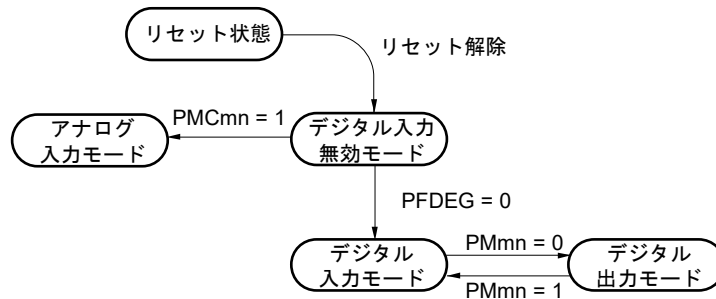 リセット状態
リセット解除
PMCmn = 1
アナログ
入力モード
デジタル入力
無効モード
PFDEG = 0
デジタル
入力モード
PMmn = 0
PMmn = 1
デジタル
出力モード